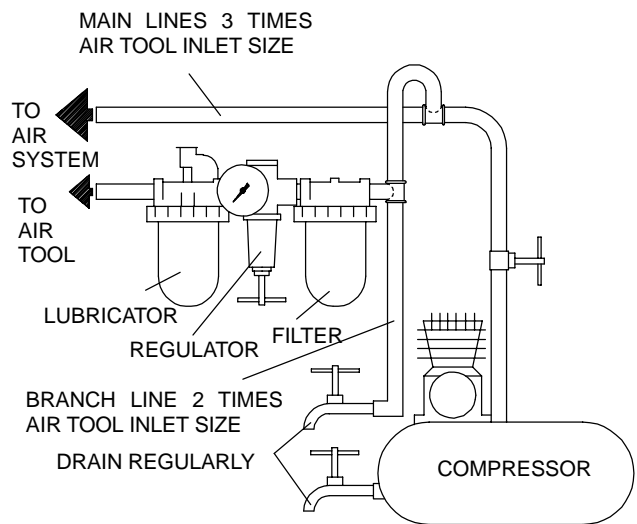 MAIN LINES 3 TIMES
AIR TOOL INLET SIZE
TO
AIR
SYSTEM
TO
AIR
TOOL
LUBRICATOR
REGULATOR
FILTER
BRANCH LINE 2 TIMES
AIR TOOL INLET SIZE
DRAIN REGULARLY
COMPRESSOR